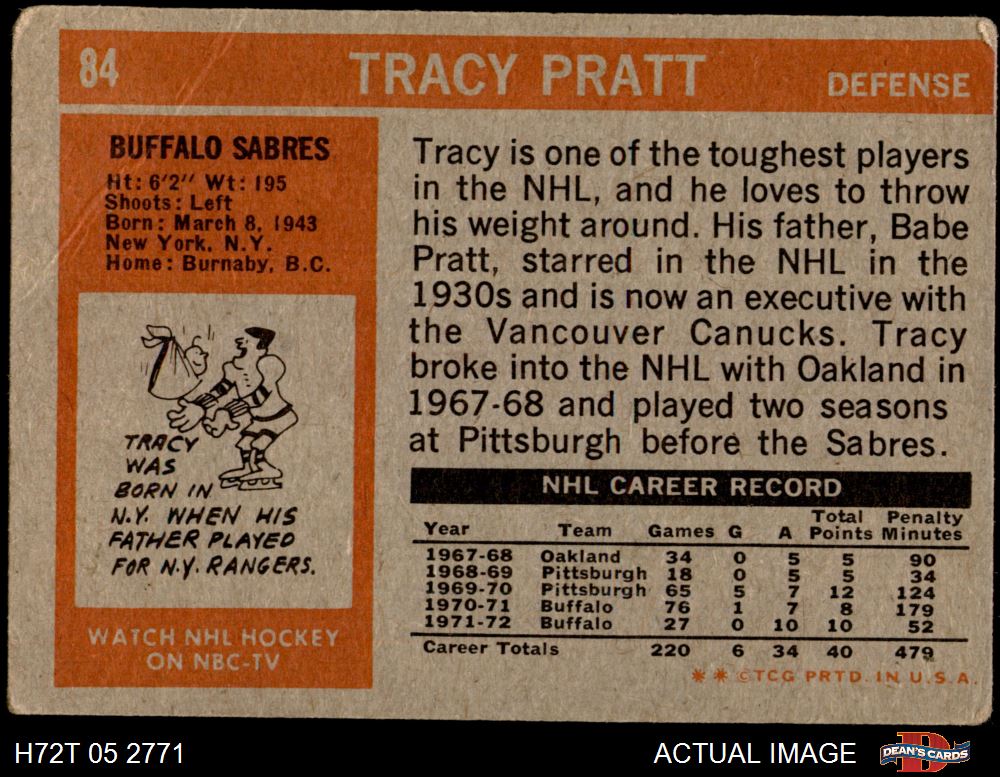 84 TRACY PRATT DEFENSE
BUFFALO SABRES
Ht: 6'2" Wt: 195
Shoots: Left
Born: March 8, 1943
New York, N.Y.
Home: Burnaby, B.C.
TRACY
WAS
BORN IN
N.Y. WHEN HIS
FATHER PLAYED
FOR N.Y. RANGERS.
WATCH NHL HOCKEY
ON NBC-TV
Tracy is one of the toughest players
in the NHL, and he loves to throw
his weight around. His father, Babe
Pratt, starred in the NHL in the
1930s and is now an executive with
the Vancouver Canucks. Tracy
broke into the NHL with Oakland in
1967-68 and played two seasons
at Pittsburgh before the Sabres.
NHL CAREER RECORD
Total Penalty
Year Team Games G A Points Minutes
1967-68 Oakland 34 0 5 5 90
1968-69 Pittsburgh 18 0 5 5 34
1969-70 Pittsburgh 65 5 7 12 124
1970-71 Buffalo 76 1 7 8 179
1971-72 Buffalo 27 0 10 10 52
Career Totals 220 6 34 40 479
* * © TCG PRTD. IN U.S.A.
H72T 05 2771 ACTUAL IMAGE DEAN'S CARDS